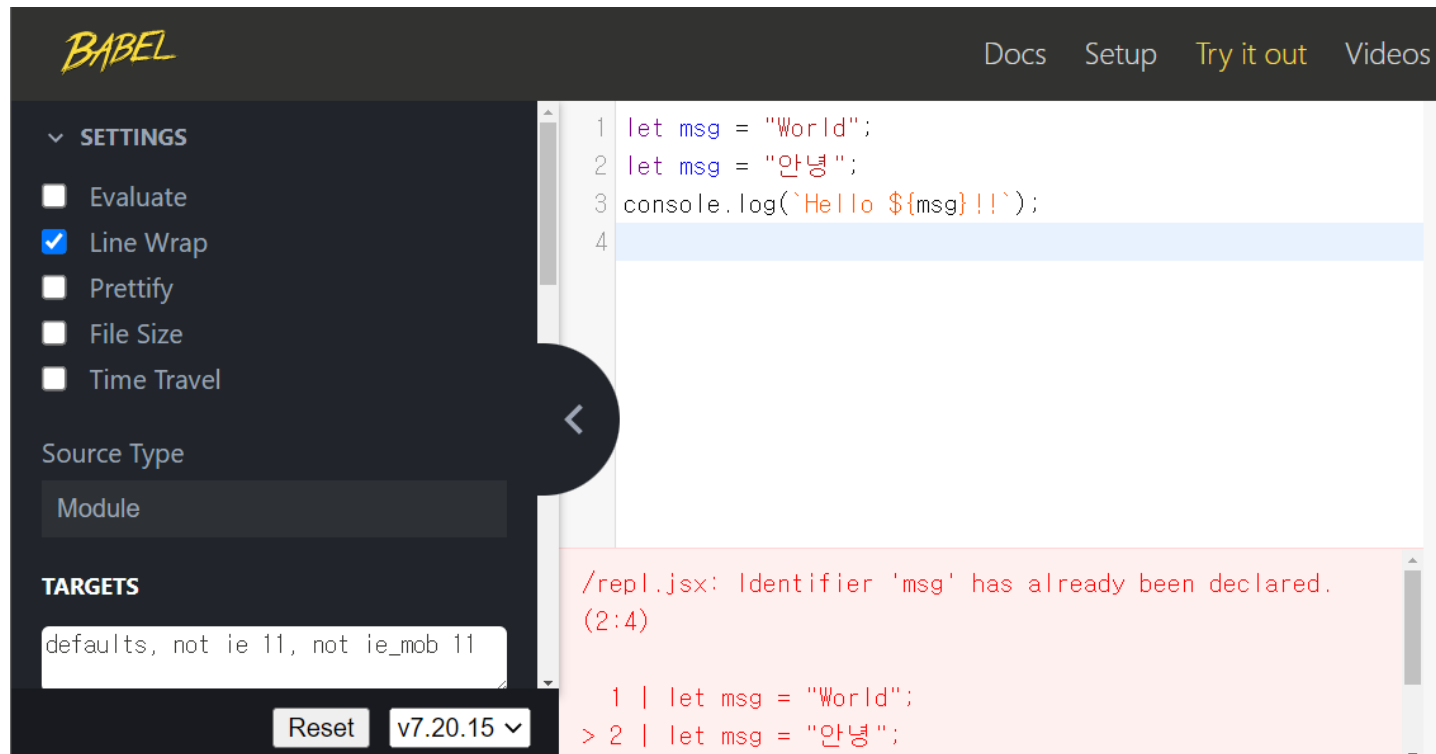 BABEL
Docs Setup Try it out Videos
SETTINGS
Evaluate
Line Wrap
Prettify
File Size
Time Travel
Source Type
Module
TARGETS
defaults, not ie 11, not ie_mob 11
Reset v7.20.15
1 let msg = "World";
2 let msg = "안녕";
3 console.log(`Hello ${msg}!!`);
4
/repl.jsx: Identifier 'msg' has already been declared.
(2:4)
1 | let msg = "World";
> 2 | let msg = "안녕";